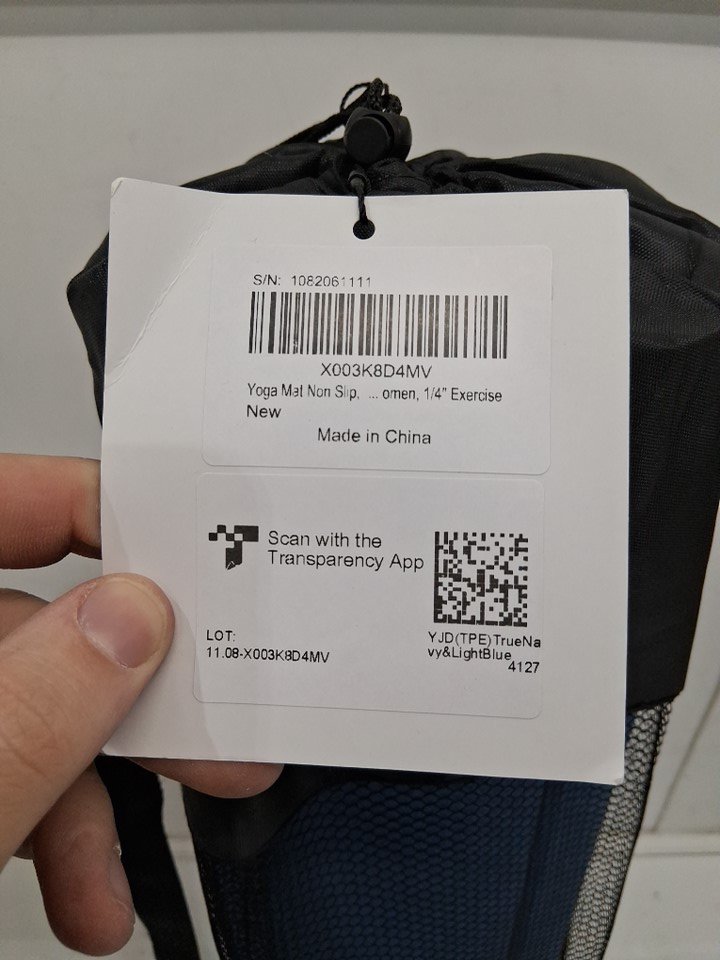 S/N: 1082061111
X003K8D4MV
Yoga Mat Non Slip, ... omen, 1/4" Exercise
New
Made in China
Scan with the
Transparency App
LOT:
11.08-X003K8D4MV
YJD(TPE)TrueNa
vy&LightBlue
4127